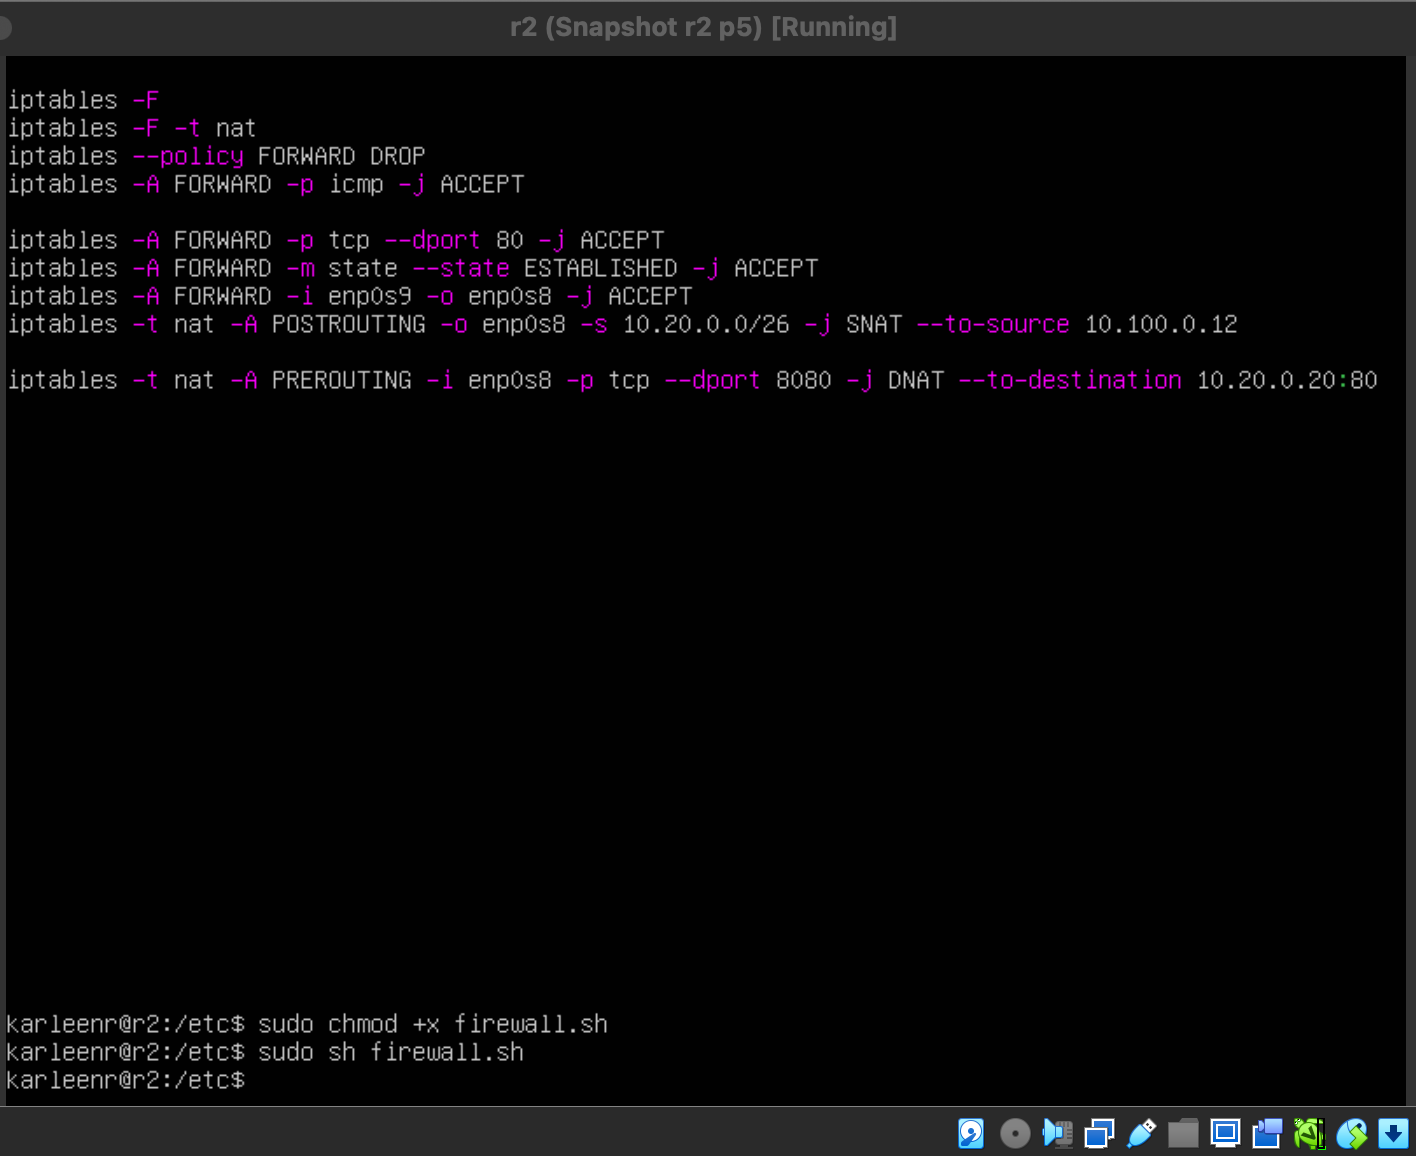 r2 (Snapshot r2 p5) [Running]
iptables -F
iptables -F -t nat
iptables --policy FORWARD DROP
iptables -A FORWARD -p icmp -j ACCEPT
iptables -A FORWARD -p tcp --dport 80 -j ACCEPT
iptables -A FORWARD -m state --state ESTABLISHED -j ACCEPT
iptables -A FORWARD -i enp0s9 -o enp0s8 -j ACCEPT
iptables -t nat -A POSTROUTING -o enp0s8 -s 10.20.0.0/26 -j SNAT --to-source 10.100.0.12
iptables -t nat -A PREROUTING -i enp0s8 -p tcp --dport 8080 -j DNAT --to-destination 10.20.0.20:80
karleenr@r2:/etc$ sudo chmod +x firewall.sh
karleenr@r2:/etc$ sudo sh firewall.sh
karleenr@r2:/etc$